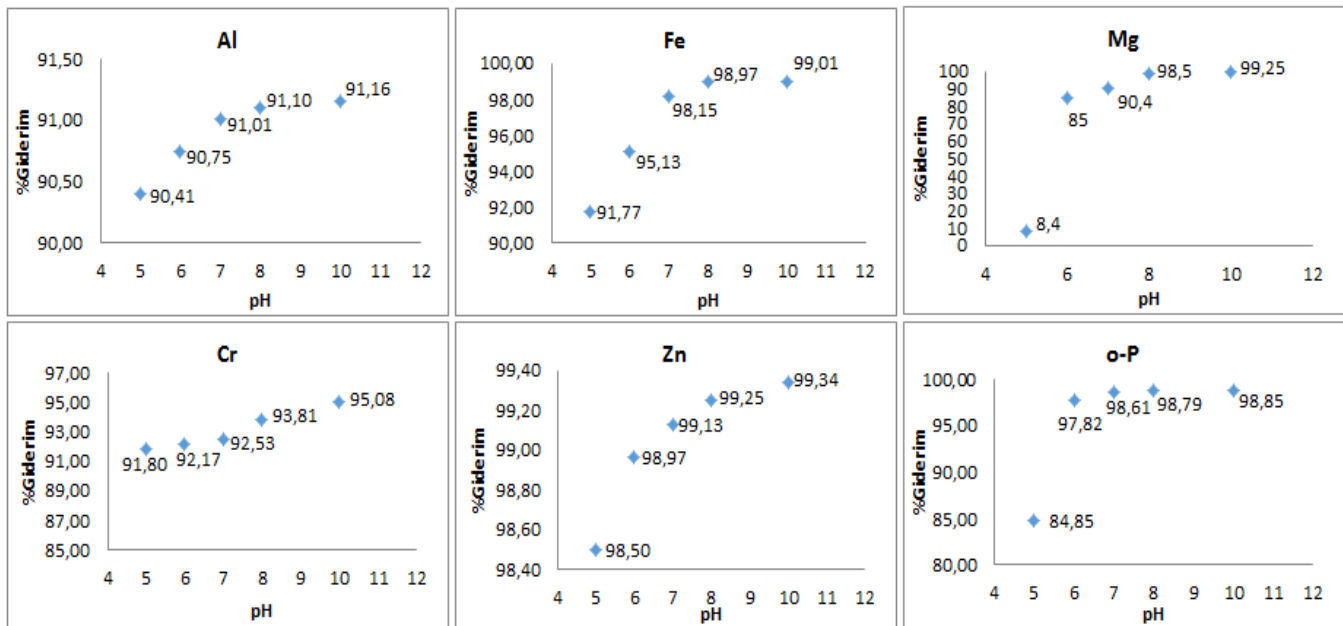 Al
91,50
91,00
90,50
90,00
%Giderim
90,41
90,75
91,01
91,10
91,16
4 5 6 7 8 9 10 11 12
pH
Fe
100,00
98,00
96,00
94,00
92,00
90,00
%Giderim
91,77
95,13
98,15
98,97
99,01
4 5 6 7 8 9 10 11 12
pH
Mg
100
90
80
70
60
50
40
30
20
10
0
%Giderim
8,4
85
90,4
98,5
99,25
4 6 8 10 12
pH
Cr
97,00
95,00
93,00
91,00
89,00
87,00
85,00
%Giderim
91,80
92,17
92,53
93,81
95,08
4 5 6 7 8 9 10 11 12
pH
Zn
99,40
99,20
99,00
98,80
98,60
98,40
%Giderim
98,50
98,97
99,13
99,25
99,34
4 5 6 7 8 9 10 11 12
pH
o-P
100,00
95,00
90,00
85,00
80,00
%Giderim
84,85
97,82
98,61
98,79
98,85
4 5 6 7 8 9 10 11 12
pH